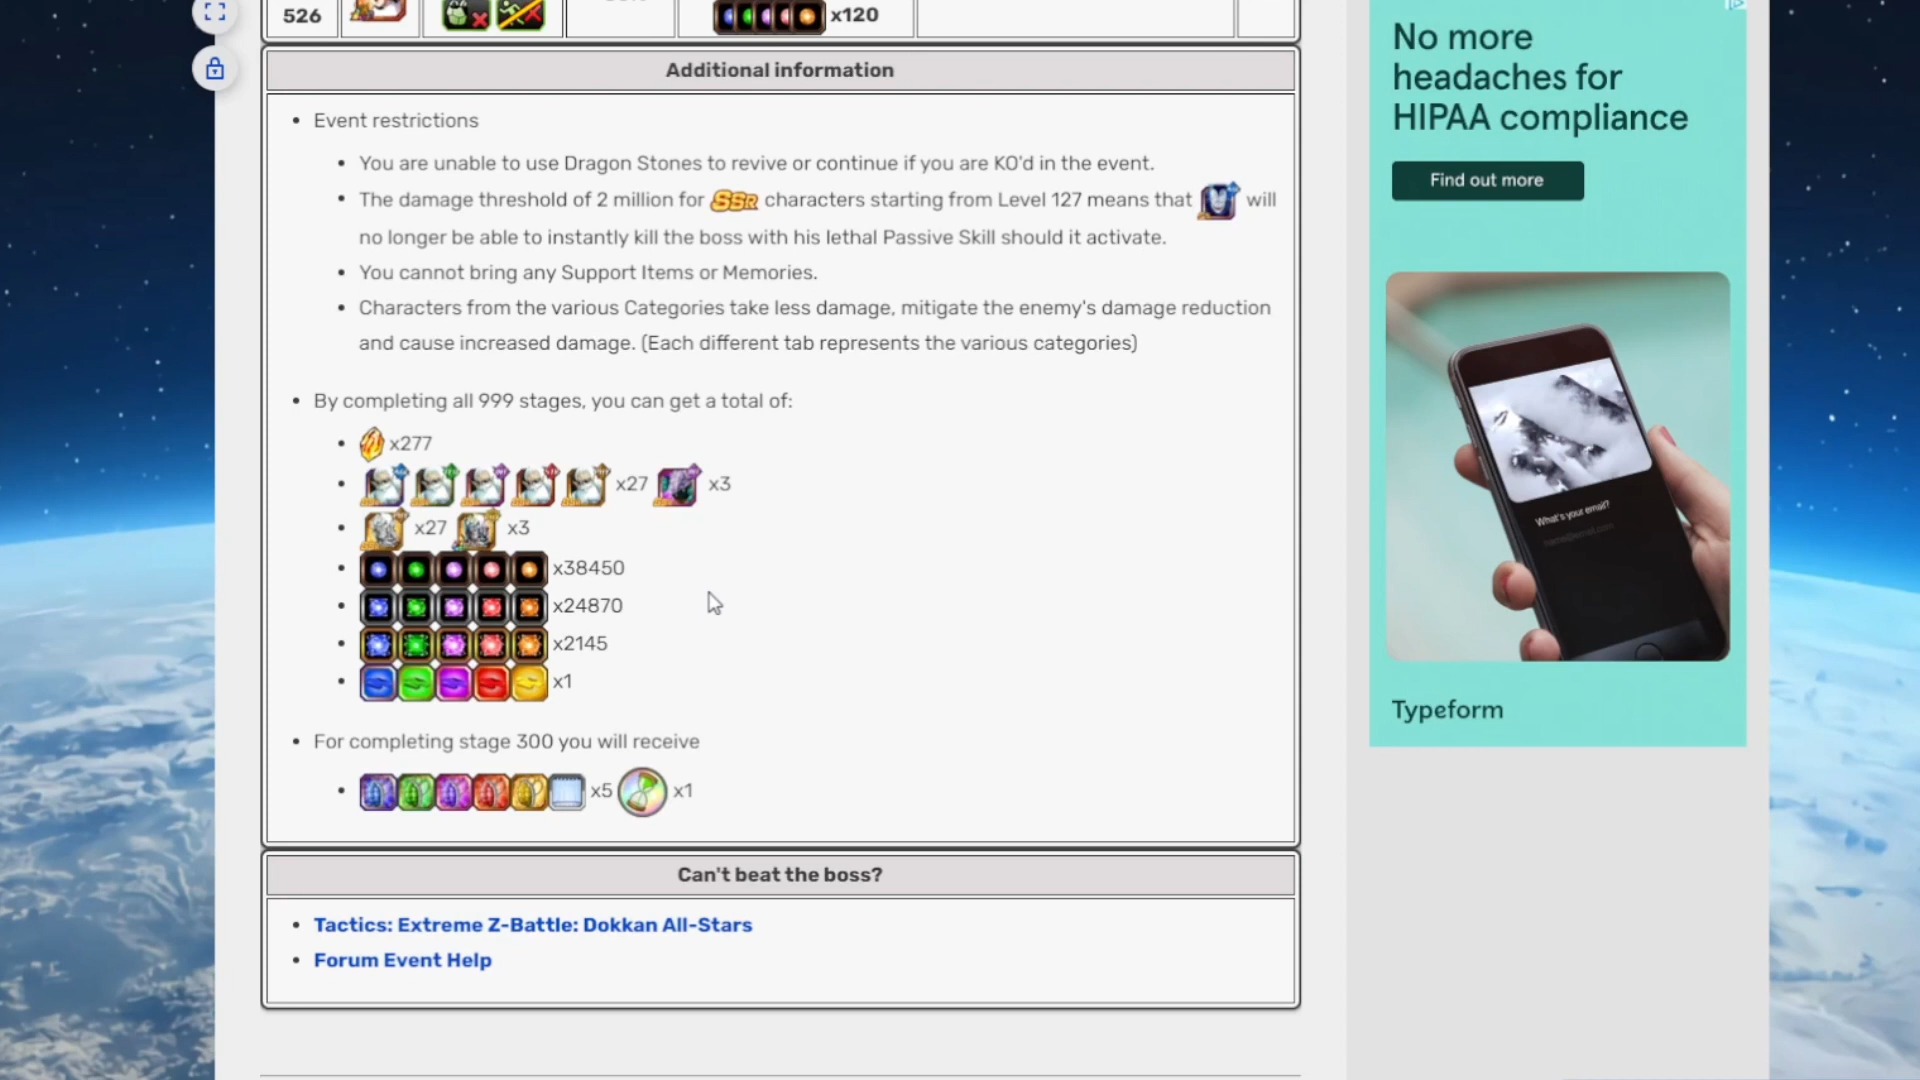 526
x120
Additional information
Event restrictions
You are unable to use Dragon Stones to revive or continue if you are KO'd in the event.
The damage threshold of 2 million for SSR characters starting from Level 127 means that will
no longer be able to instantly kill the boss with his lethal Passive Skill should it activate.
You cannot bring any Support Items or Memories.
Characters from the various Categories take less damage, mitigate the enemy's damage reduction
and cause increased damage. (Each different tab represents the various categories)
By completing all 999 stages, you can get a total of:
x277
x27 x3
x27 x3
x38450
x24870
x2145
x1
For completing stage 300 you will receive
x5 x1
Can't beat the boss?
Tactics: Extreme Z-Battle: Dokkan All-Stars
Forum Event Help
No more
headaches for
HIPAA compliance
Find out more
What's your email?
name@email.com
Typeform